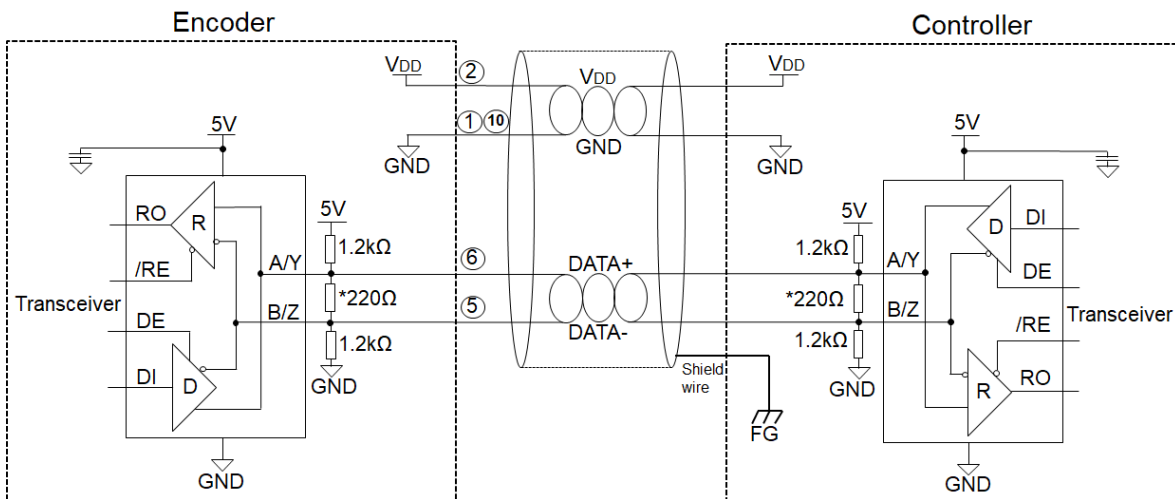 Encoder
Controller
VDD
②
VDD
VDD
①
⑩
GND
GND
GND
5V
5V
RO
R
/RE
Transceiver
DE
DI
D
GND
5V
1.2kΩ
A/Y
*220Ω
B/Z
1.2kΩ
GND
⑥
DATA+
⑤
DATA-
Shield
wire
FG
5V
1.2kΩ
A/Y
*220Ω
B/Z
1.2kΩ
GND
D
DI
DE
/RE
Transceiver
R
RO
GND